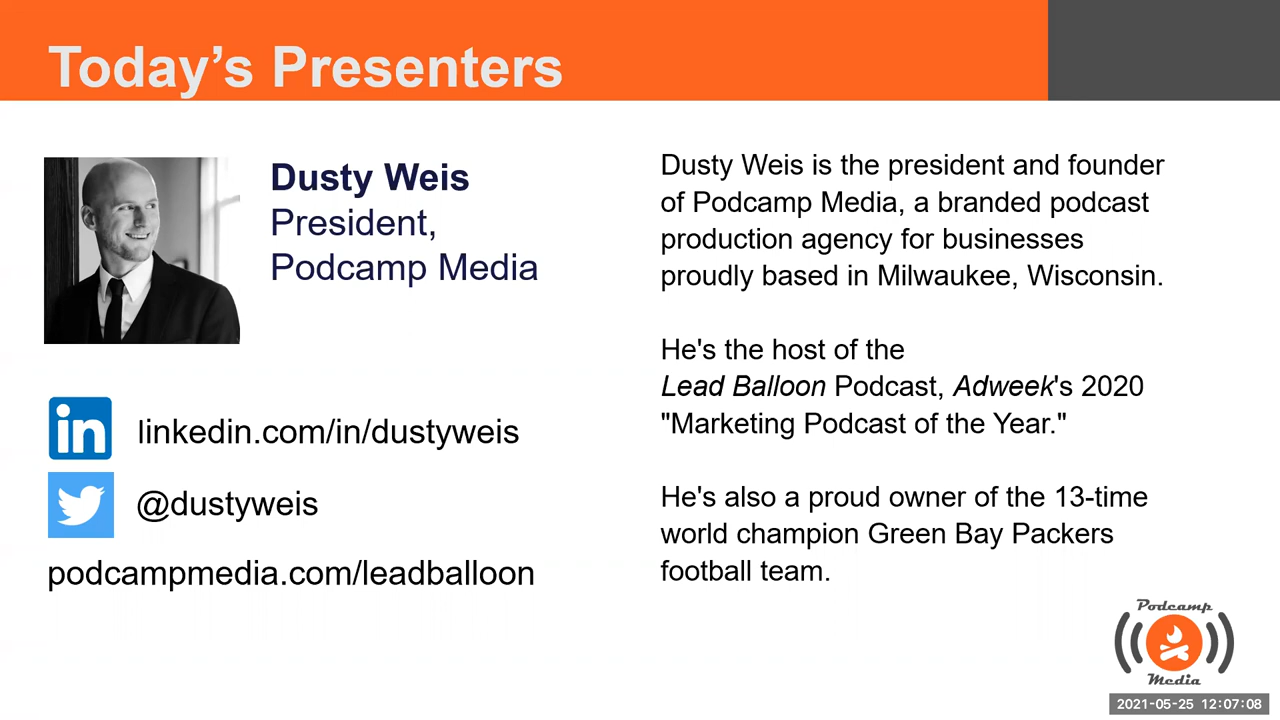 Today’s Presenters
Dusty Weis
President,
Podcamp Media
in linkedin.com/in/dustyweis
@dustyweis
podcampmedia.com/leadballoon
Dusty Weis is the president and founder
of Podcamp Media, a branded podcast
production agency for businesses
proudly based in Milwaukee, Wisconsin.
He's the host of the
Lead Balloon Podcast, Adweek's 2020
"Marketing Podcast of the Year."
He's also a proud owner of the 13-time
world champion Green Bay Packers
football team.
Podcamp
Media
2021-05-25 12:07:08